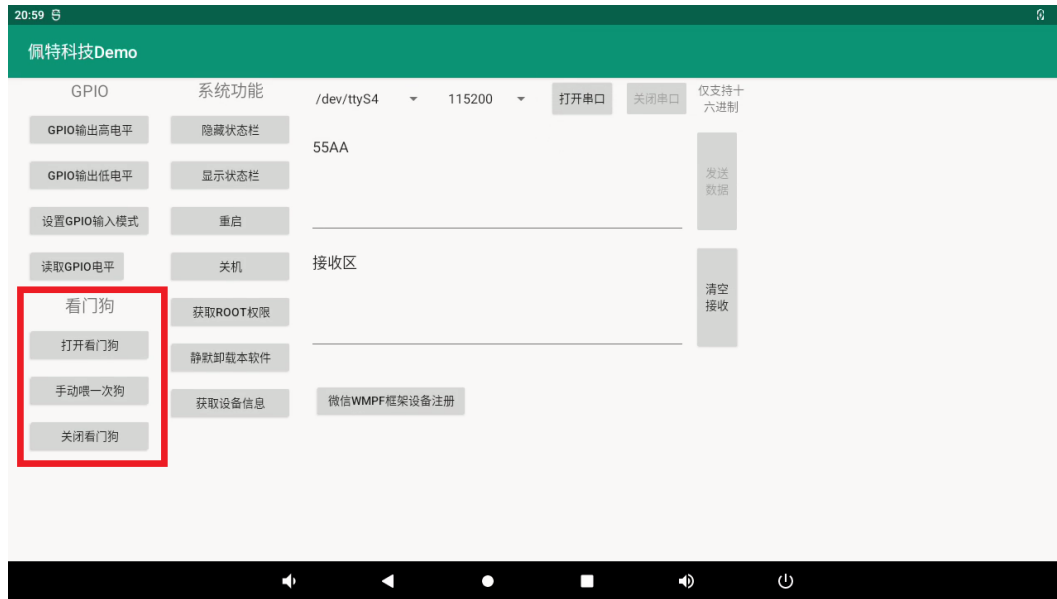 20:59
佩特科技Demo
GPIO
GPIO输出高电平
GPIO输出低电平
设置GPIO输入模式
读取GPIO电平
看门狗
打开看门狗
手动喂一次狗
关闭看门狗
系统功能
隐藏状态栏
显示状态栏
重启
关机
获取ROOT权限
静默卸载本软件
获取设备信息
/dev/ttyS4
115200
打开串口
关闭串口
仅支持十
六进制
55AA
发送
数据
接收区
清空
接收
微信WMPF框架设备注册